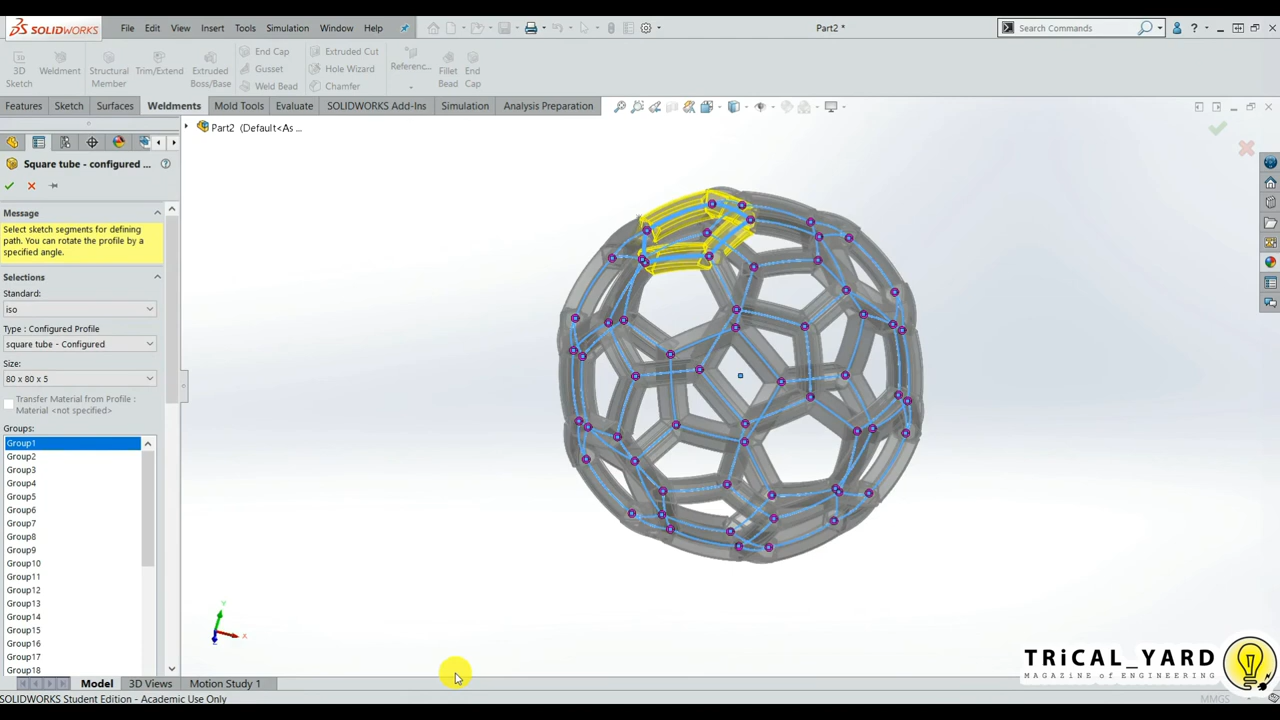 SOLIDWORKS
File Edit View Insert Tools Simulation Window Help
Part2 *
Search Commands
3D Sketch
Weldment
Structural Member
Trim/Extend
Extruded Boss/Base
End Cap
Gusset
Weld Bead
Extruded Cut
Hole Wizard
Chamfer
Referenc...
Fillet Bead
End Cap
Features Sketch Surfaces Weldments Mold Tools Evaluate SOLIDWORKS Add-Ins Simulation Analysis Preparation
Part2 (Default<As ...
Square tube - configured ...
Message
Select sketch segments for defining
path. You can rotate the profile by a
specified angle.
Selections
Standard:
iso
Type : Configured Profile
square tube - Configured
Size:
80 x 80 x 5
Transfer Material from Profile :
Material <not specified>
Groups:
Group1
Group2
Group3
Group4
Group5
Group6
Group7
Group8
Group9
Group10
Group11
Group12
Group13
Group14
Group15
Group16
Group17
Group18
Y
X
Z
TRiCAL_YARD
MAGAZINE of ENGINEERING
Model 3D Views Motion Study 1
SOLIDWORKS Student Edition - Academic Use Only
MMGS